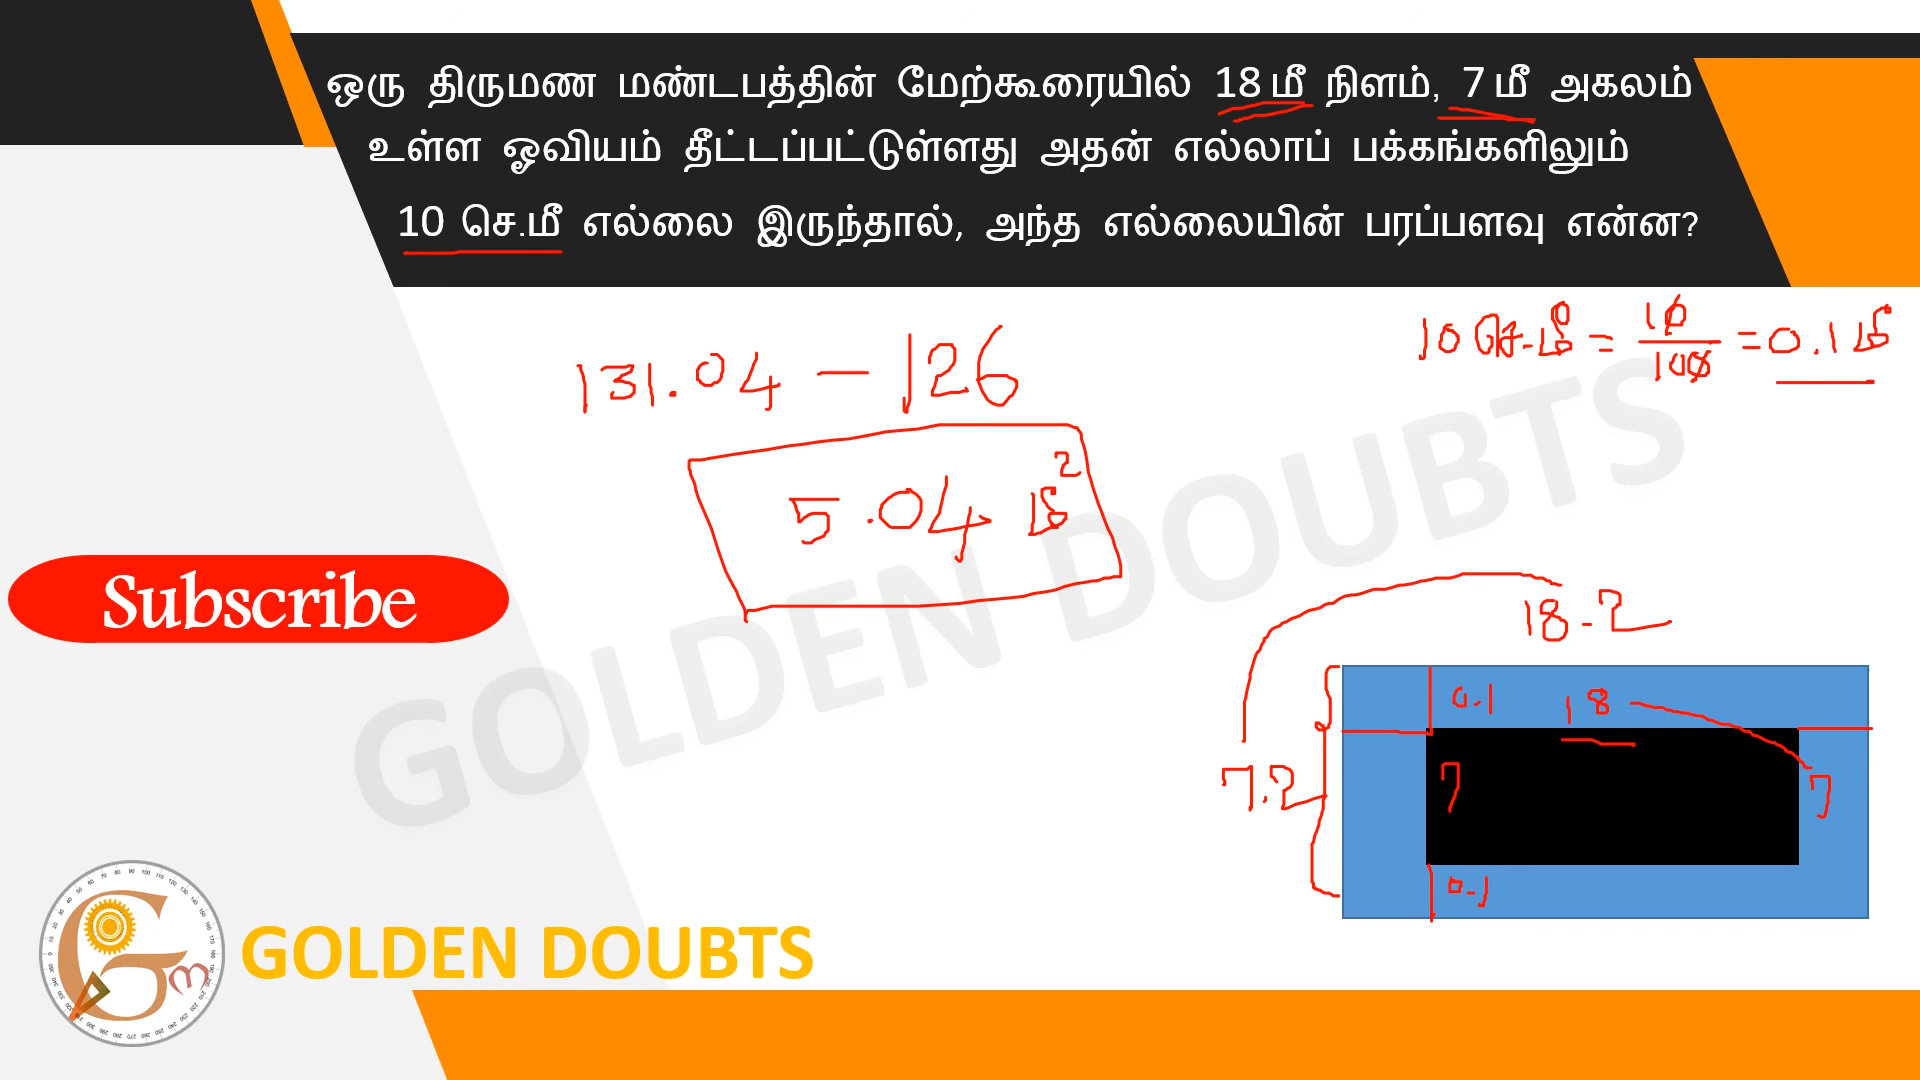 ஒரு திருமண மண்டபத்தின் மேற்கூரையில் 18 மீ நிளம், 7 மீ அகலம்
உள்ள ஓவியம் தீட்டப்பட்டுள்ளது அதன் எல்லாப் பக்கங்களிலும்
10 செ.மீ எல்லை இருந்தால், அந்த எல்லையின் பரப்பளவு என்ன?
10 செ.மீ = 10/100 = 0.1 மீ
131.04 - 126
5.04 மீ²
Subscribe
GOLDEN DOUBTS
18.2
0.1 18
7.2 7 7
0.1
GOLDEN DOUBTS